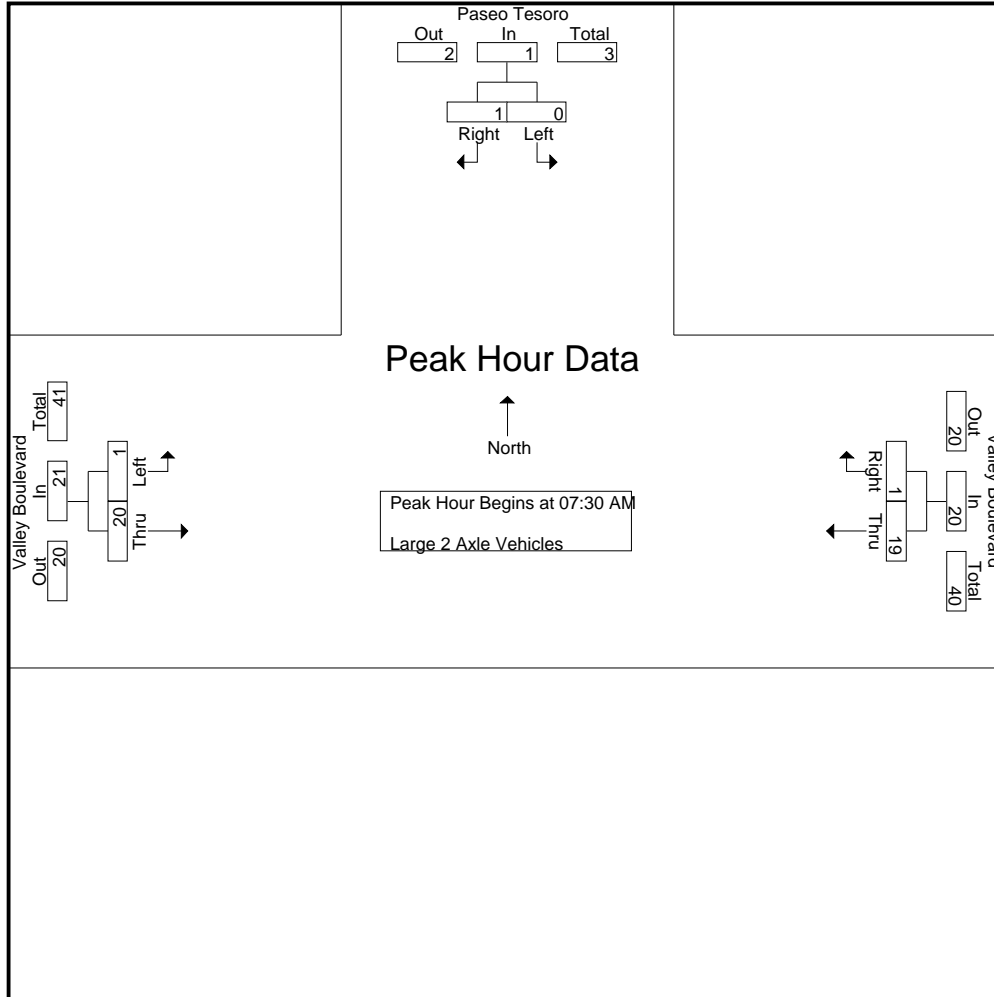 Paseo Tesoro
Out In Total
2 1 3
1 0
Right Left
Peak Hour Data
North
Peak Hour Begins at 07:30 AM
Large 2 Axle Vehicles
Valley Boulevard
Out In Total
20 21 41
Thru Left
20 1
Valley Boulevard
Out In Total
20 20 40
Right Thru
1 19